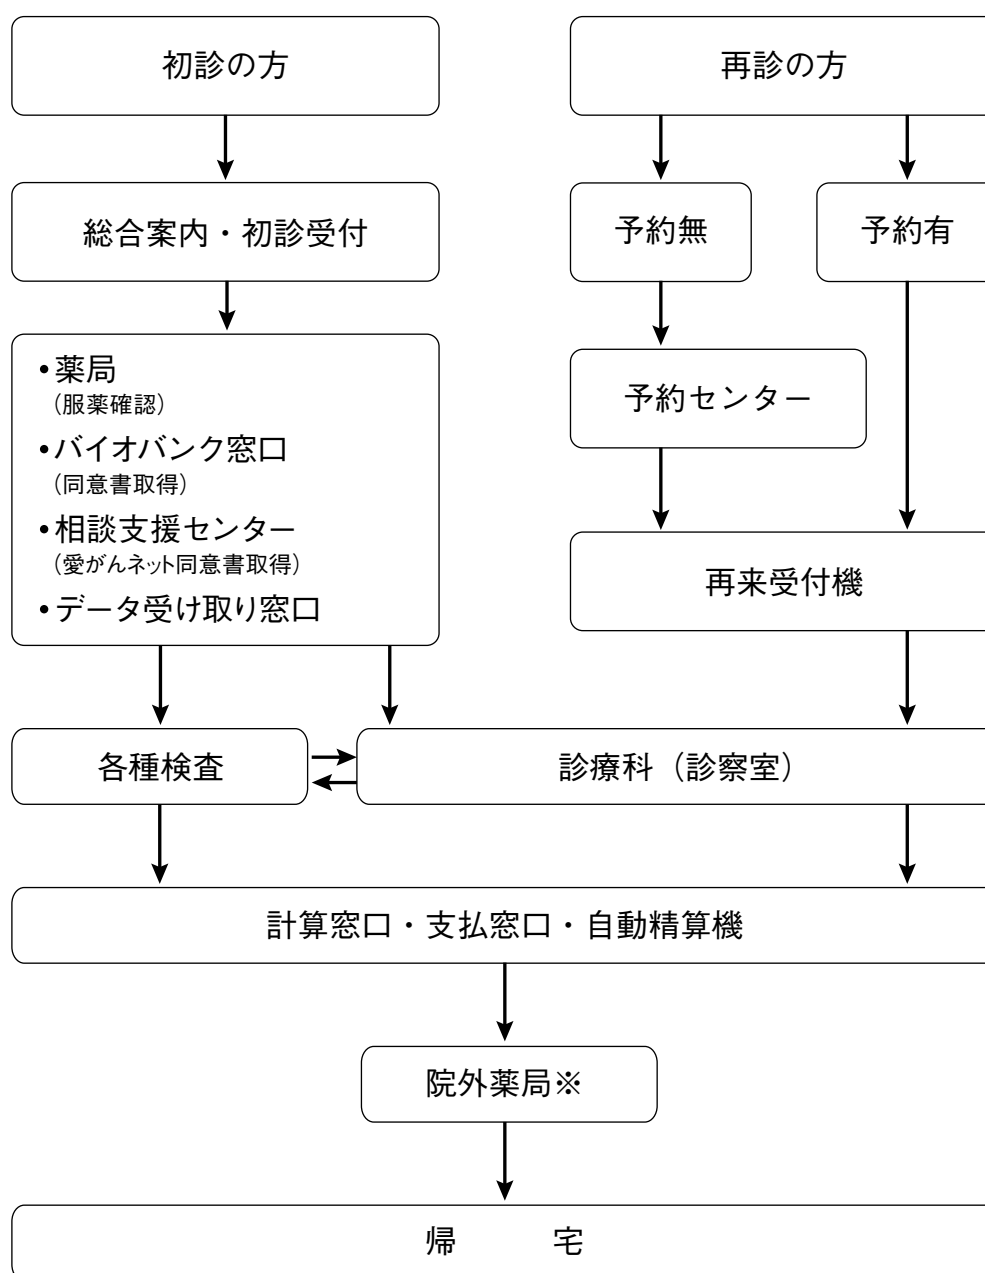 初診の方
再診の方
総合案内・初診受付
予約無
予約有
・薬局
(服薬確認)
・バイオバンク窓口
(同意書取得)
・相談支援センター
(愛がんネット同意書取得)
・データ受け取り窓口
予約センター
再来受付機
各種検査
診療科（診察室）
計算窓口・支払窓口・自動精算機
院外薬局※
帰　宅